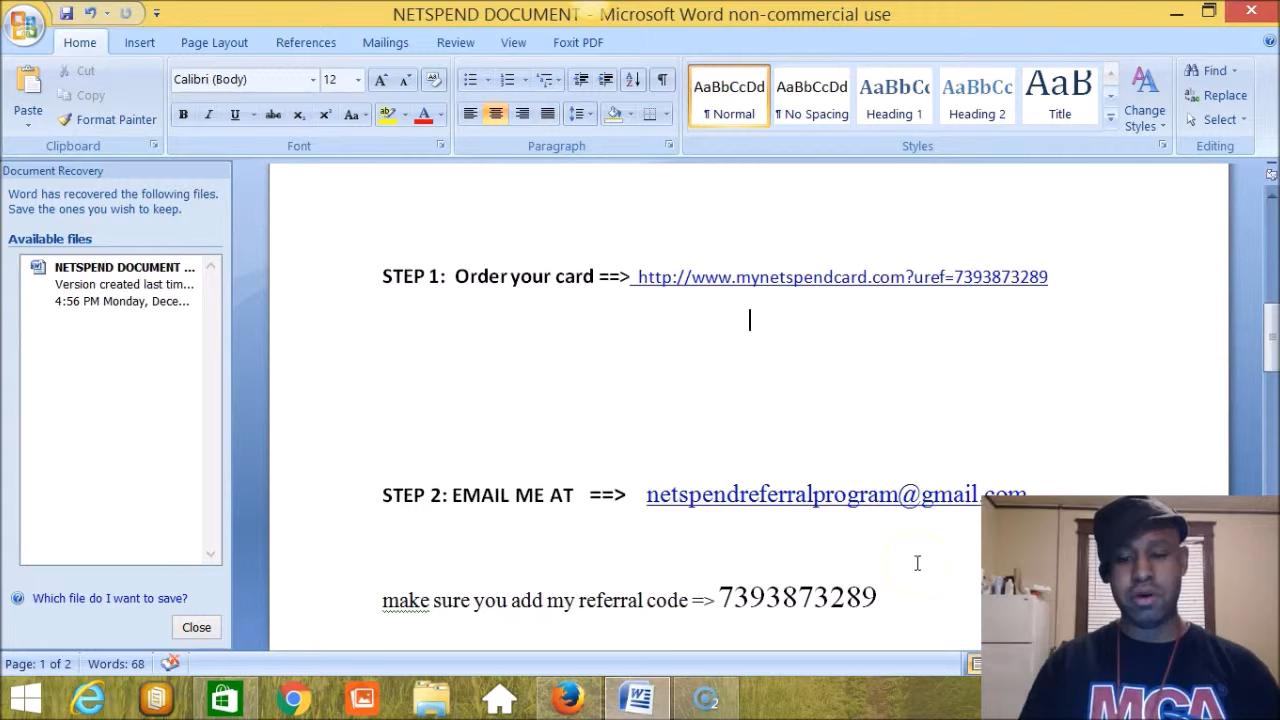 NETSPEND DOCUMENT - Microsoft Word non-commercial use
Home Insert Page Layout References Mailings Review View Foxit PDF
Paste
Cut
Copy
Format Painter
Clipboard
Calibri (Body) 12
Font
Paragraph
AaBbCcDd AaBbCcDd AaBbCc AaBbCc AaB
¶ Normal ¶ No Spacing Heading 1 Heading 2 Title
Change Styles
Styles
Find
Replace
Select
Editing
Document Recovery
Word has recovered the following files.
Save the ones you wish to keep.
Available files
NETSPEND DOCUMENT ...
Version created last tim...
4:56 PM Monday, Dece...
Which file do I want to save?
Close
STEP 1: Order your card ==> http://www.mynetspendcard.com?uref=7393873289
STEP 2: EMAIL ME AT ==> netspendreferralprogram@gmail.com
make sure you add my referral code => 7393873289
Page: 1 of 2 Words: 68
MCA